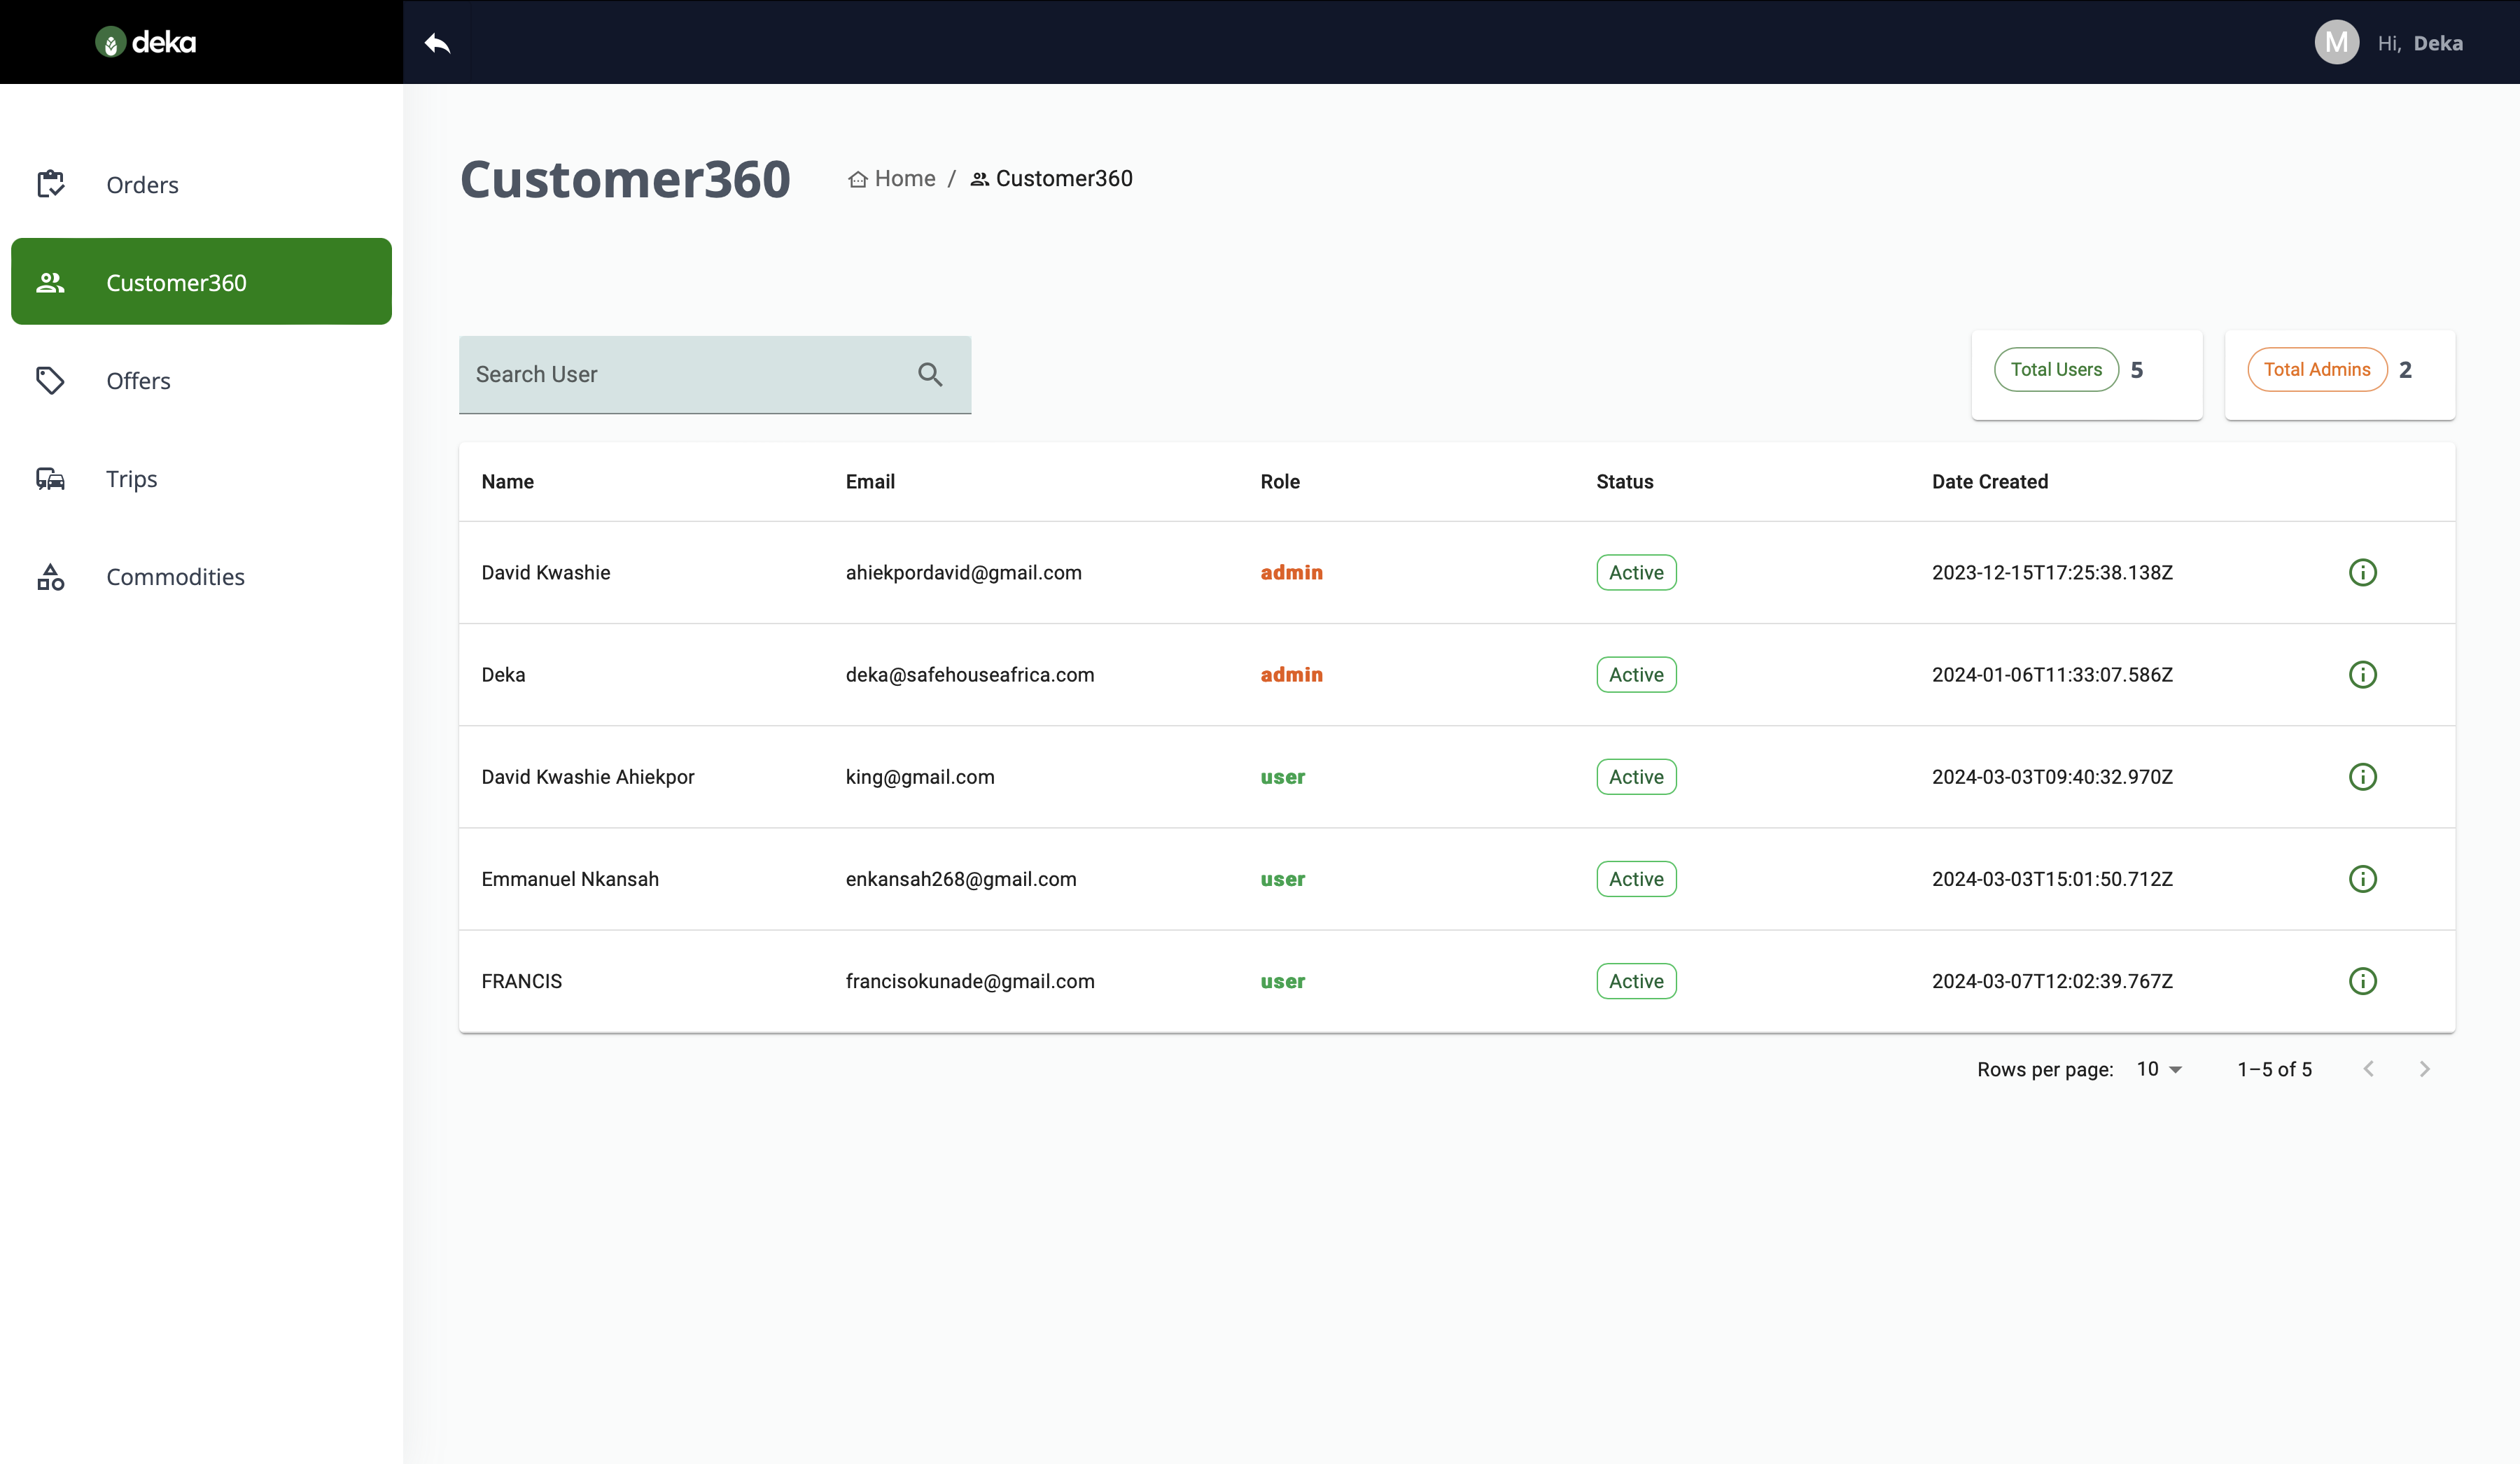 deka
M Hi, Deka
Orders
Customer360
Offers
Trips
Commodities
Customer360 Home / Customer360
Search User
Total Users 5 Total Admins 2
Name Email Role Status Date Created
David Kwashie ahiekpordavid@gmail.com admin Active 2023-12-15T17:25:38.138Z
Deka deka@safehouseafrica.com admin Active 2024-01-06T11:33:07.586Z
David Kwashie Ahiekpor king@gmail.com user Active 2024-03-03T09:40:32.970Z
Emmanuel Nkansah enkansah268@gmail.com user Active 2024-03-03T15:01:50.712Z
FRANCIS francisokunade@gmail.com user Active 2024-03-07T12:02:39.767Z
Rows per page: 10 1–5 of 5